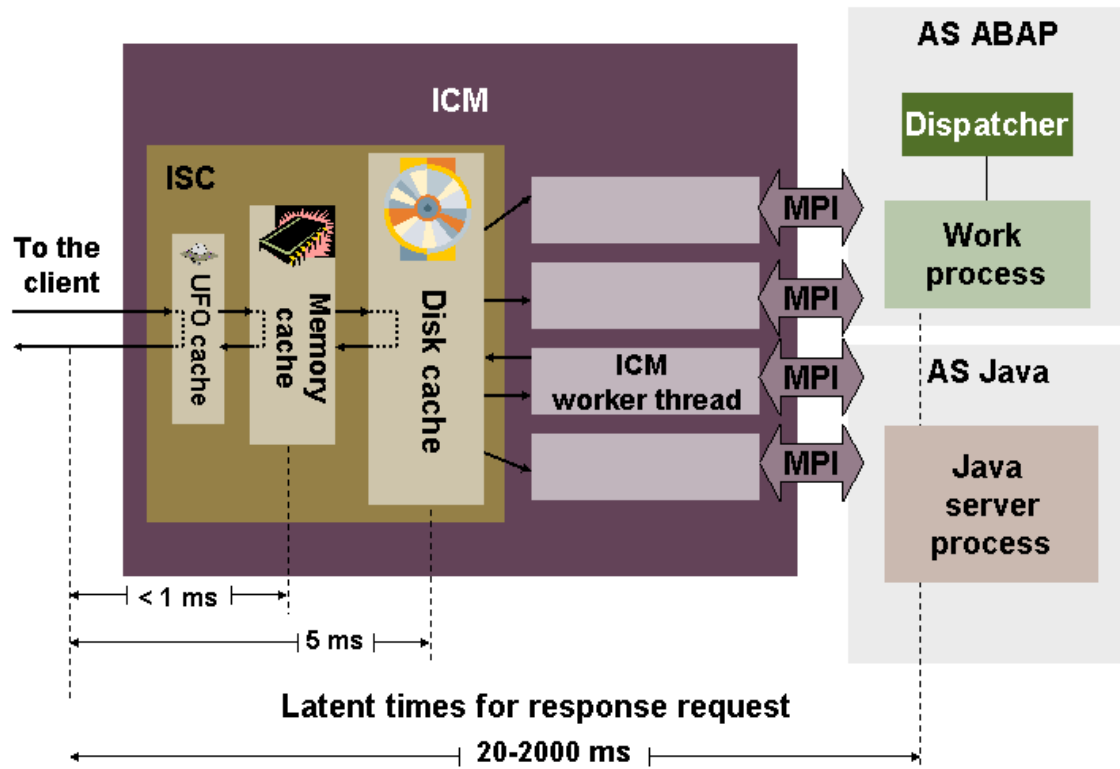 AS ABAP
ICM
Dispatcher
ISC
MPI
To the
client
Work
process
UFO cache
Memory
cache
Disk cache
MPI
ICM
worker thread
MPI
AS Java
MPI
Java
server
process
< 1 ms
5 ms
Latent times for response request
20-2000 ms